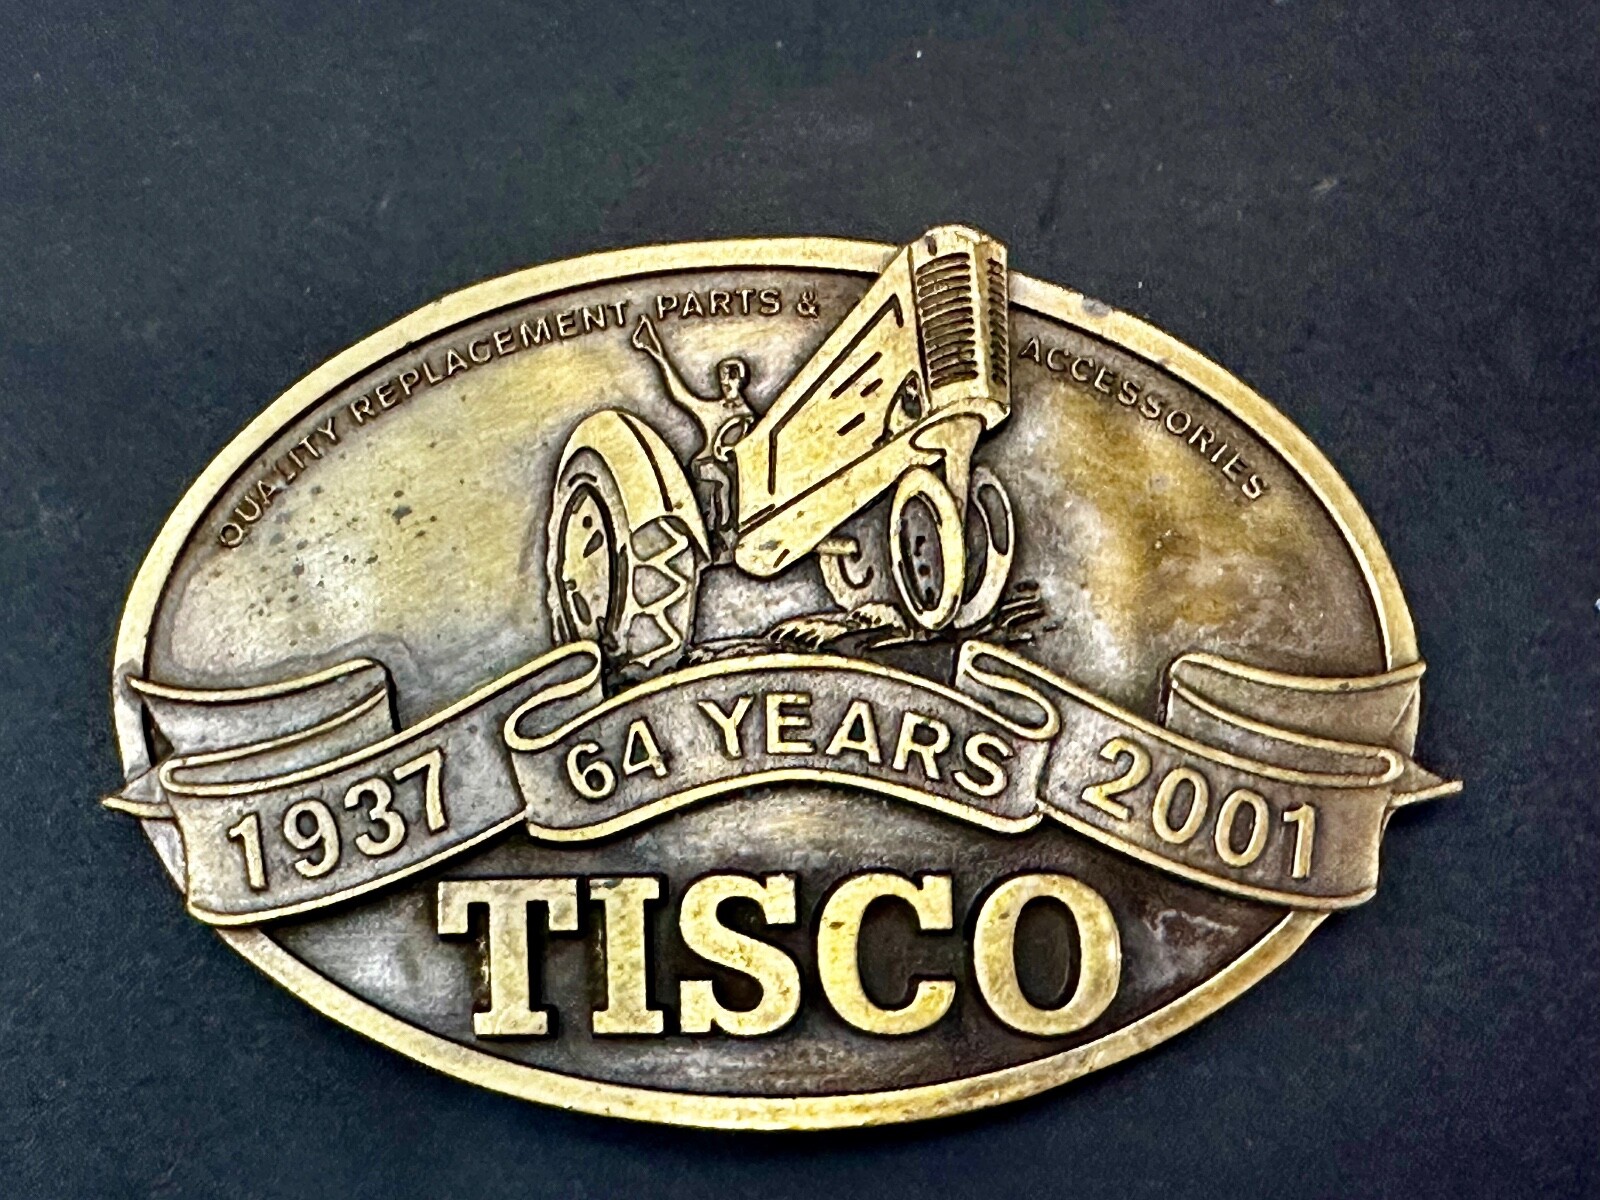 QUALITY REPLACEMENT PARTS & ACCESSORIES
1937 64 YEARS 2001
TISCO